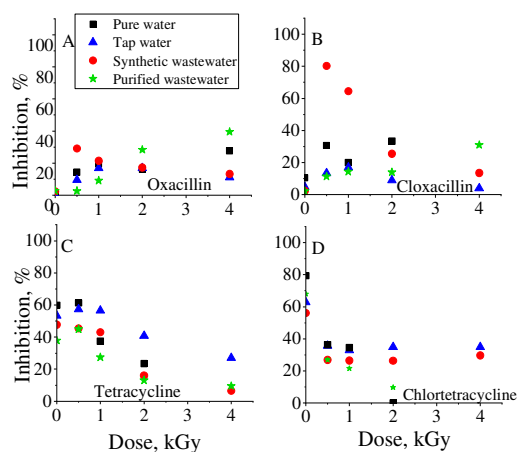 Pure water
Tap water
Synthetic wastewater
Purified wastewater
A
B
100
80
60
40
20
0
Inhibition, %
Oxacillin
0 1 2 3 4
100
80
60
40
20
0
Cloxacillin
0 1 2 3 4
C
D
100
80
60
40
20
0
Inhibition, %
Tetracycline
0 1 2 3 4
Dose, kGy
100
80
60
40
20
0
Chlortetracycline
0 1 2 3 4
Dose, kGy